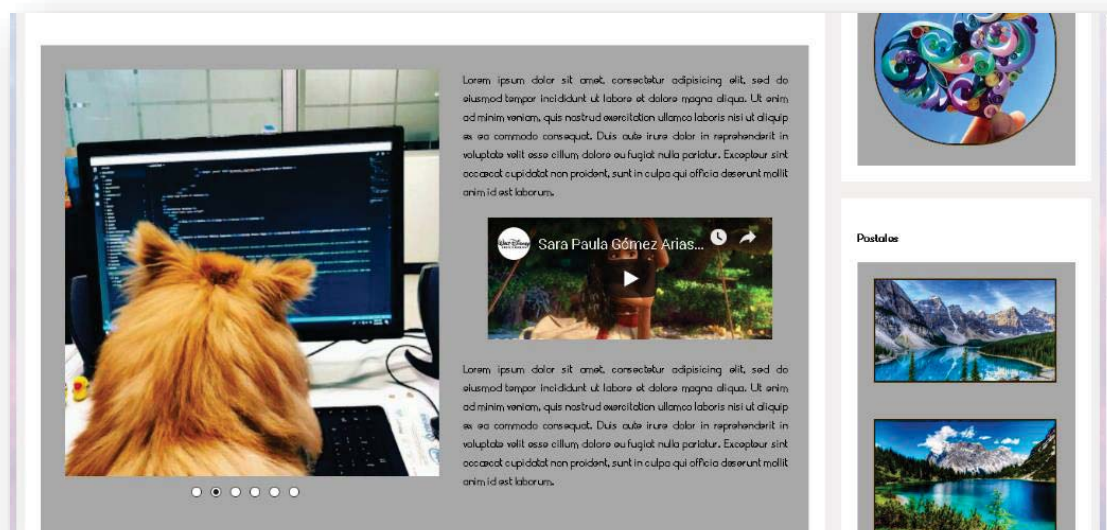 Lorem ipsum dolor sit amet, consectetur adipisicing elit, sed do
eiusmod tempor incididunt ut labore et dolore magna aliqua. Ut enim
ad minim veniam, quis nostrud exercitation ullamco laboris nisi ut aliquip
ex ea commodo consequat. Duis aute irure dolor in reprehenderit in
voluptate velit esse cillum dolore eu fugiat nulla pariatur. Excepteur sint
occaecat cupidatat non proident, sunt in culpa qui officia deserunt mollit
anim id est laborum.
Sara Paula Gómez Arias...
Lorem ipsum dolor sit amet, consectetur adipisicing elit, sed do
eiusmod tempor incididunt ut labore et dolore magna aliqua. Ut enim
ad minim veniam, quis nostrud exercitation ullamco laboris nisi ut aliquip
ex ea commodo consequat. Duis aute irure dolor in reprehenderit in
voluptate velit esse cillum dolore eu fugiat nulla pariatur. Excepteur sint
occaecat cupidatat non proident, sunt in culpa qui officia deserunt mollit
anim id est laborum.
Postales